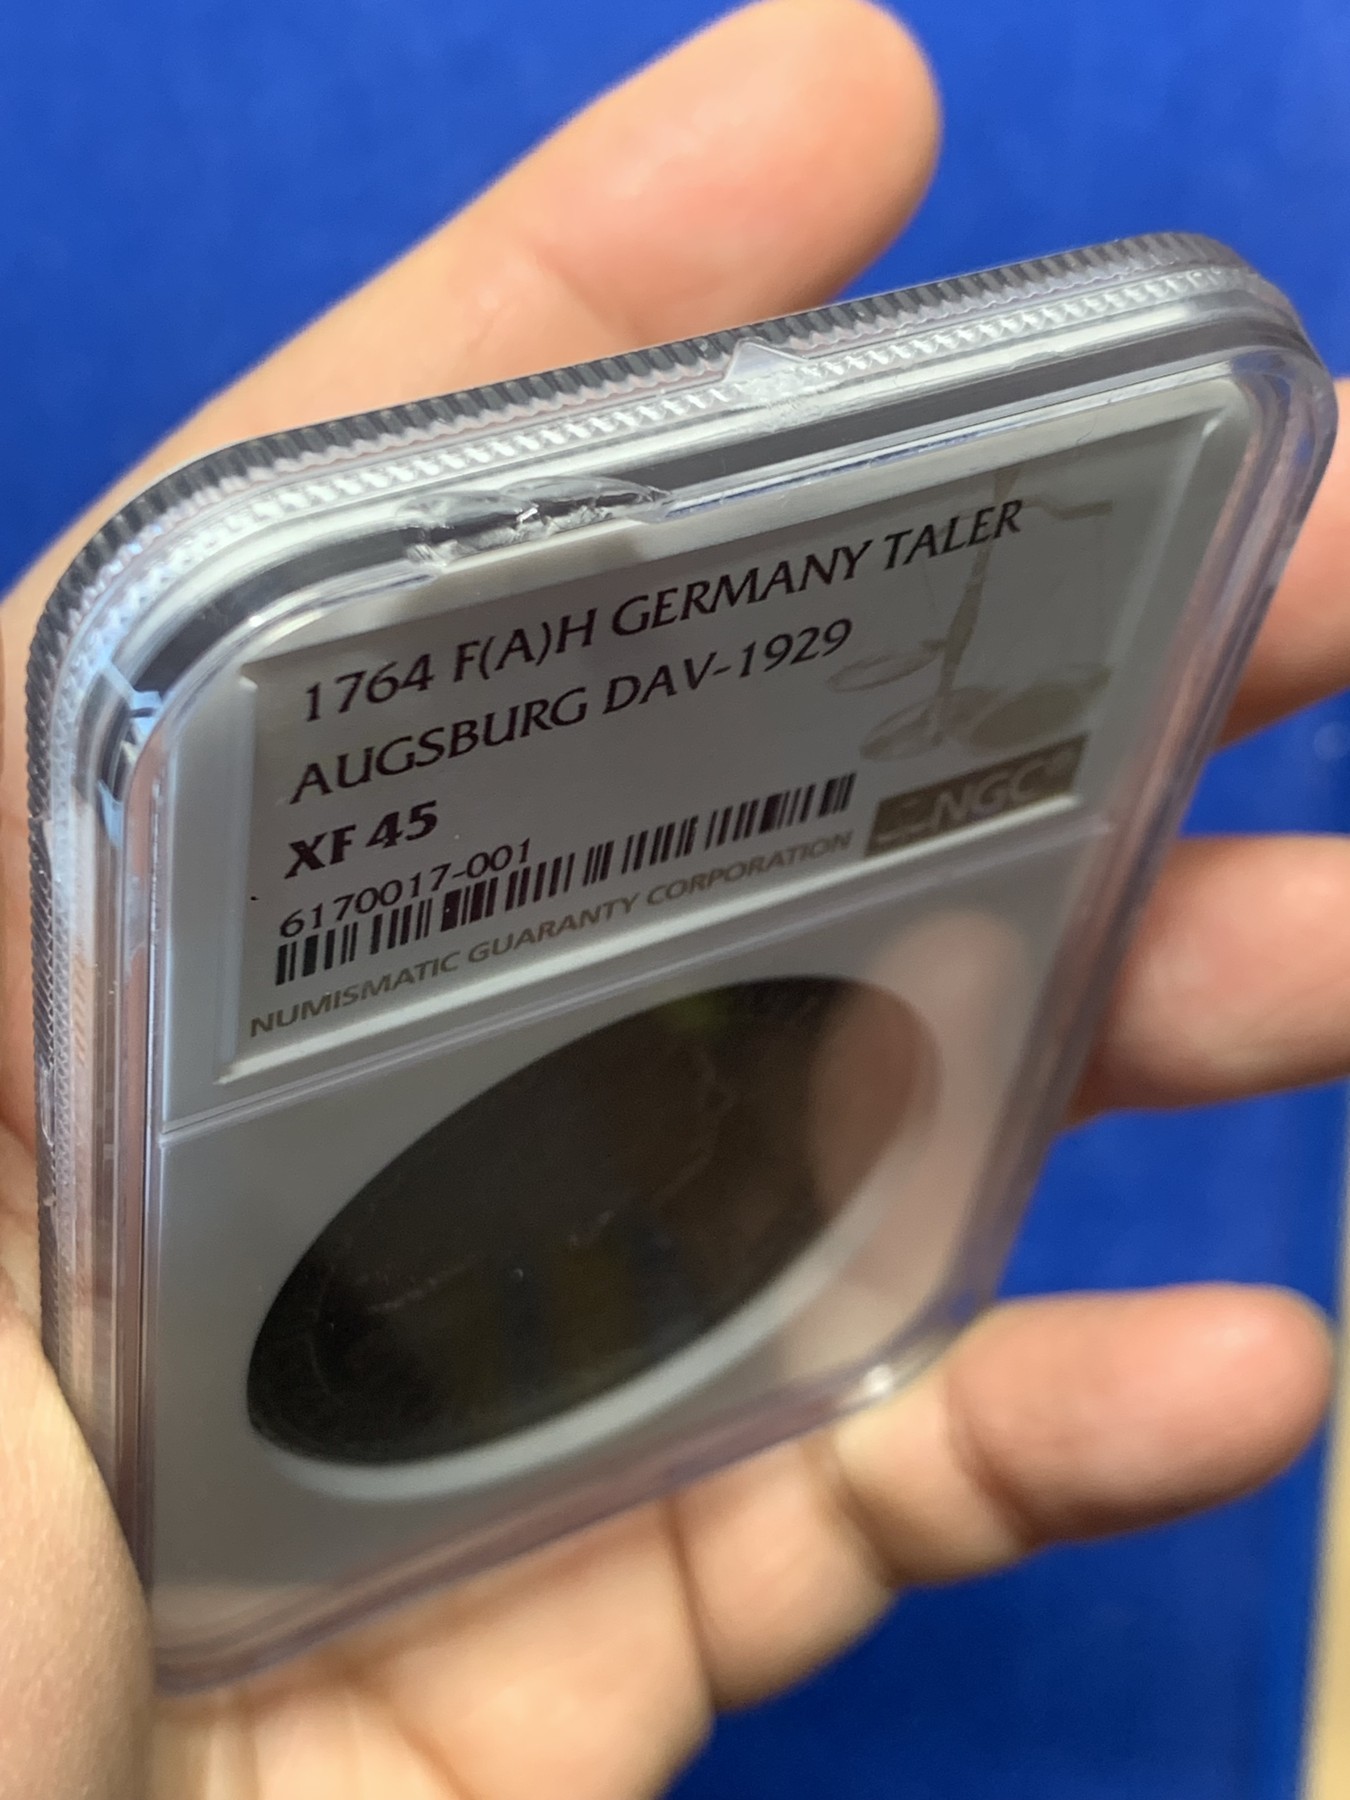 1764 F(A)H GERMANY TALER
AUGSBURG DAV-1929
XF 45
6170017-001
NGC®
NUMISMATIC GUARANTY CORPORATION